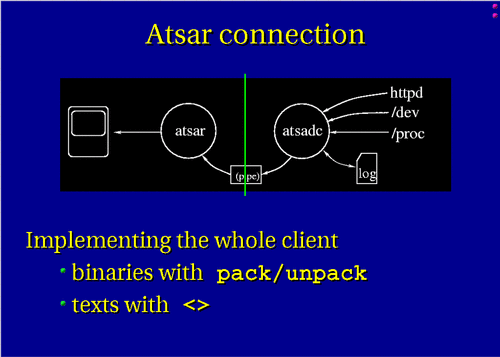 Atsar connection
httpd
/dev
/proc
atsar
atsadc
(pipe)
log
Implementing the whole client
binaries with pack/unpack
texts with <>